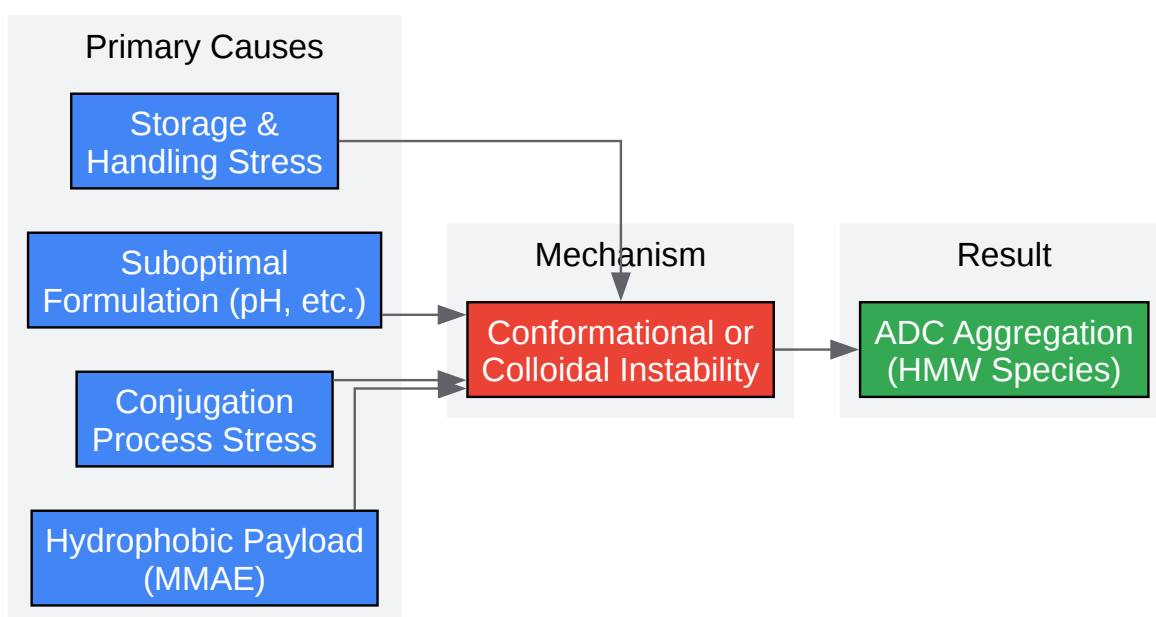 Primary Causes
Storage &
Handling Stress
Suboptimal
Formulation (pH, etc.)
Conjugation
Process Stress
Hydrophobic Payload
(MMAE)
Mechanism
Conformational or
Colloidal Instability
Result
ADC Aggregation
(HMW Species)